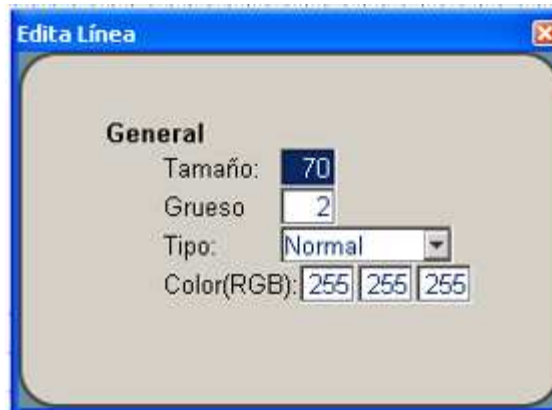 Edita Línea
General
Tamaño: 70
Grueso 2
Tipo: Normal
Color(RGB): 255 255 255